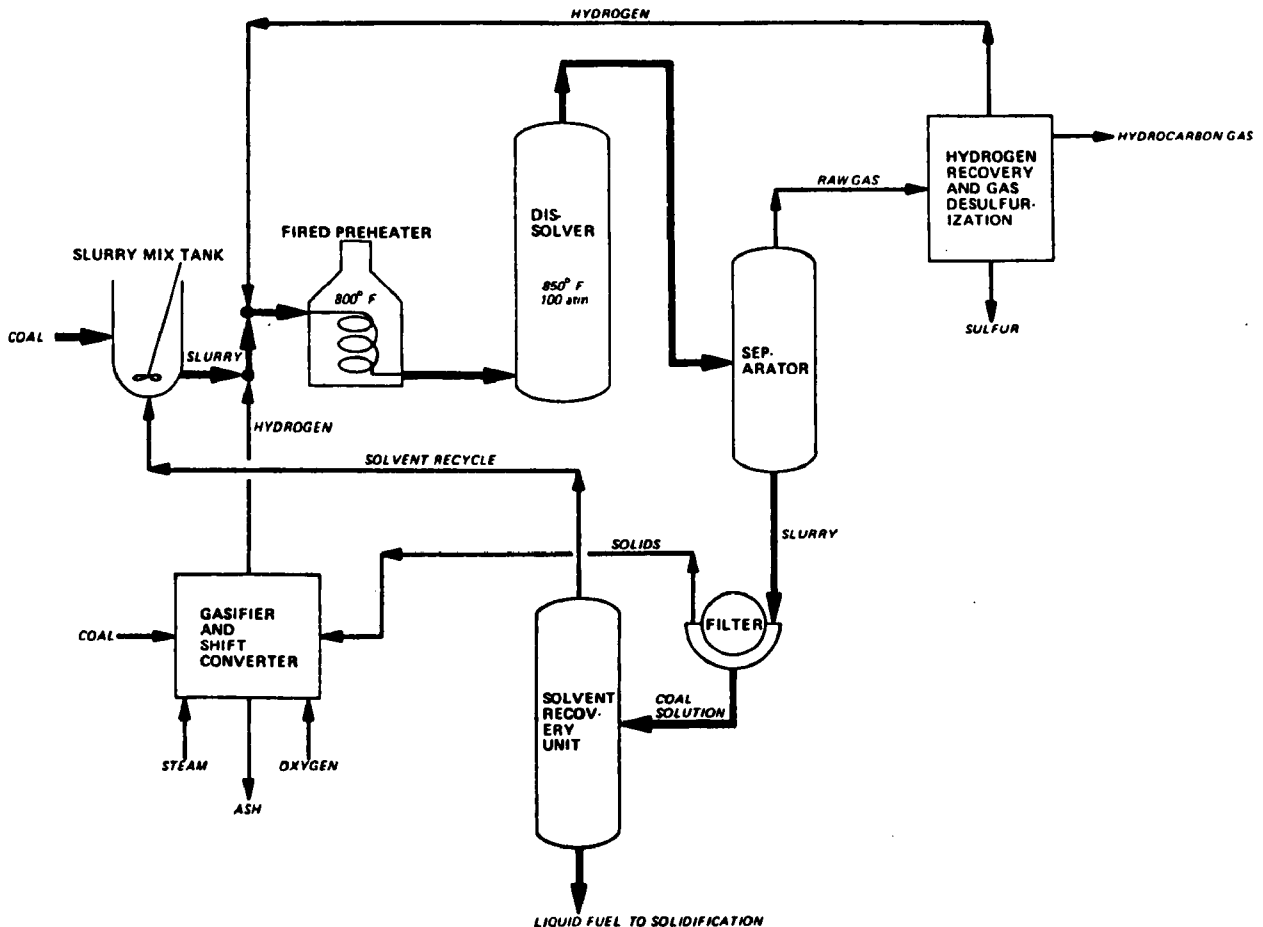 HYDROGEN
HYDROGEN
RECOVERY
AND GAS
DESULFUR-
IZATION
HYDROCARBON GAS
RAW GAS
SULFUR
DIS-
SOLVER
850° F
100 atm
FIRED PREHEATER
800° F
SLURRY MIX TANK
COAL
SLURRY
SEP-
ARATOR
HYDROGEN
SOLVENT RECYCLE
SLURRY
SOLIDS
FILTER
GASIFIER
AND
SHIFT
CONVERTER
COAL
COAL
SOLUTION
SOLVENT
RECOV-
ERY
UNIT
STEAM
OXYGEN
ASH
LIQUID FUEL TO SOLIDIFICATION